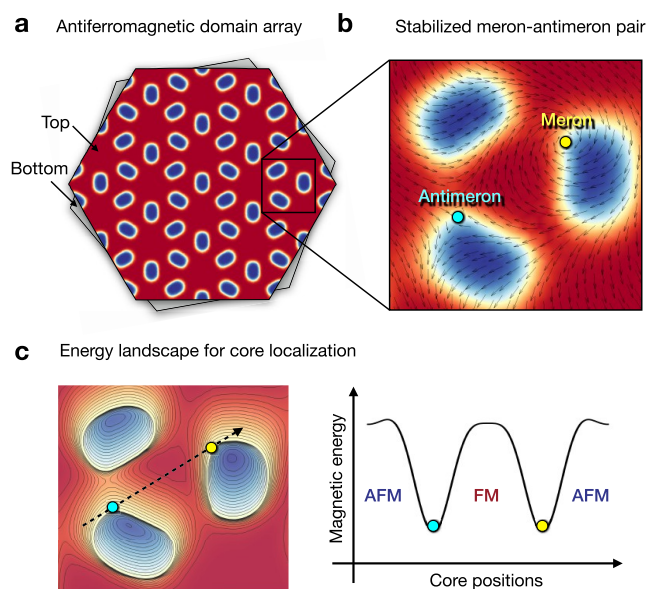 a Antiferromagnetic domain array
Top
Bottom
b Stabilized meron-antimeron pair
Meron
Antimeron
c Energy landscape for core localization
Magnetic energy
AFM FM AFM
Core positions